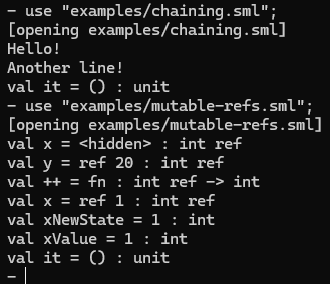 - use "examples/chaining.sml";
[opening examples/chaining.sml]
Hello!
Another line!
val it = () : unit
- use "examples/mutable-refs.sml";
[opening examples/mutable-refs.sml]
val x = <hidden> : int ref
val y = ref 20 : int ref
val ++ = fn : int ref -> int
val x = ref 1 : int ref
val xNewState = 1 : int
val xValue = 1 : int
val it = () : unit
-